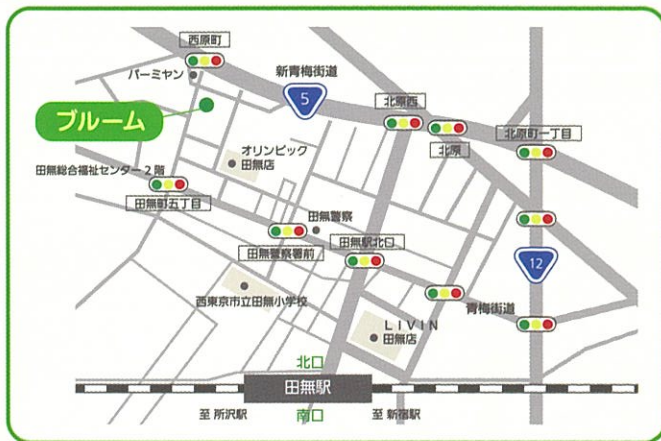 西原町
バーミヤン
新青梅街道
5
北原西
ブルーム
北原
北原町一丁目
オリンピック
田無店
田無総合福祉センター2階
田無町五丁目
田無警察
田無警察署前
田無駅北口
12
西東京市立田無小学校
青梅街道
LIVIN
田無店
北口
田無駅
至 所沢駅
南口
至 新宿駅